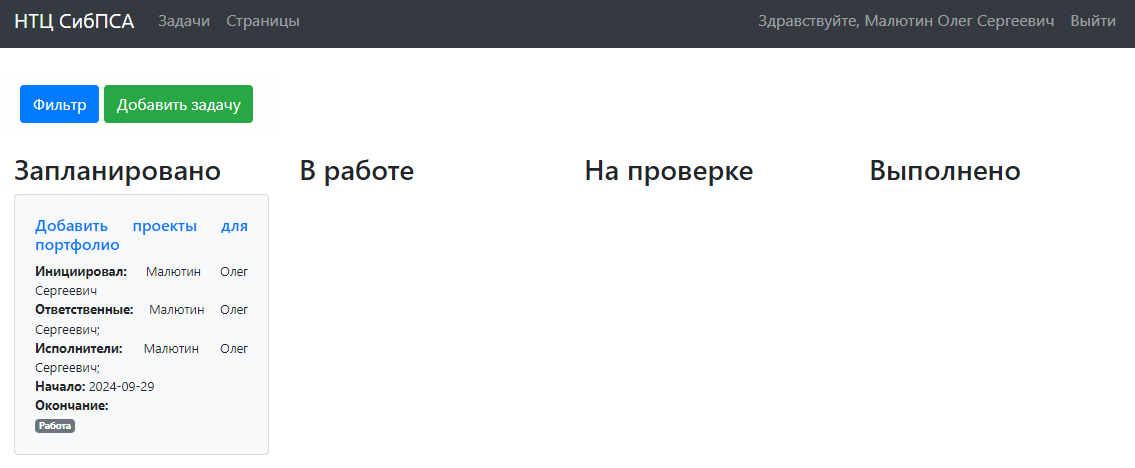 НТЦ СибПСА Задачи Страницы Здравствуйте, Малютин Олег Сергеевич Выйти
Фильтр Добавить задачу
Запланировано В работе На проверке Выполнено
Добавить проекты для
портфолио
Инициировал: Малютин Олег
Сергеевич
Ответственные: Малютин Олег
Сергеевич;
Исполнители: Малютин Олег
Сергеевич;
Начало: 2024-09-29
Окончание:
Работа